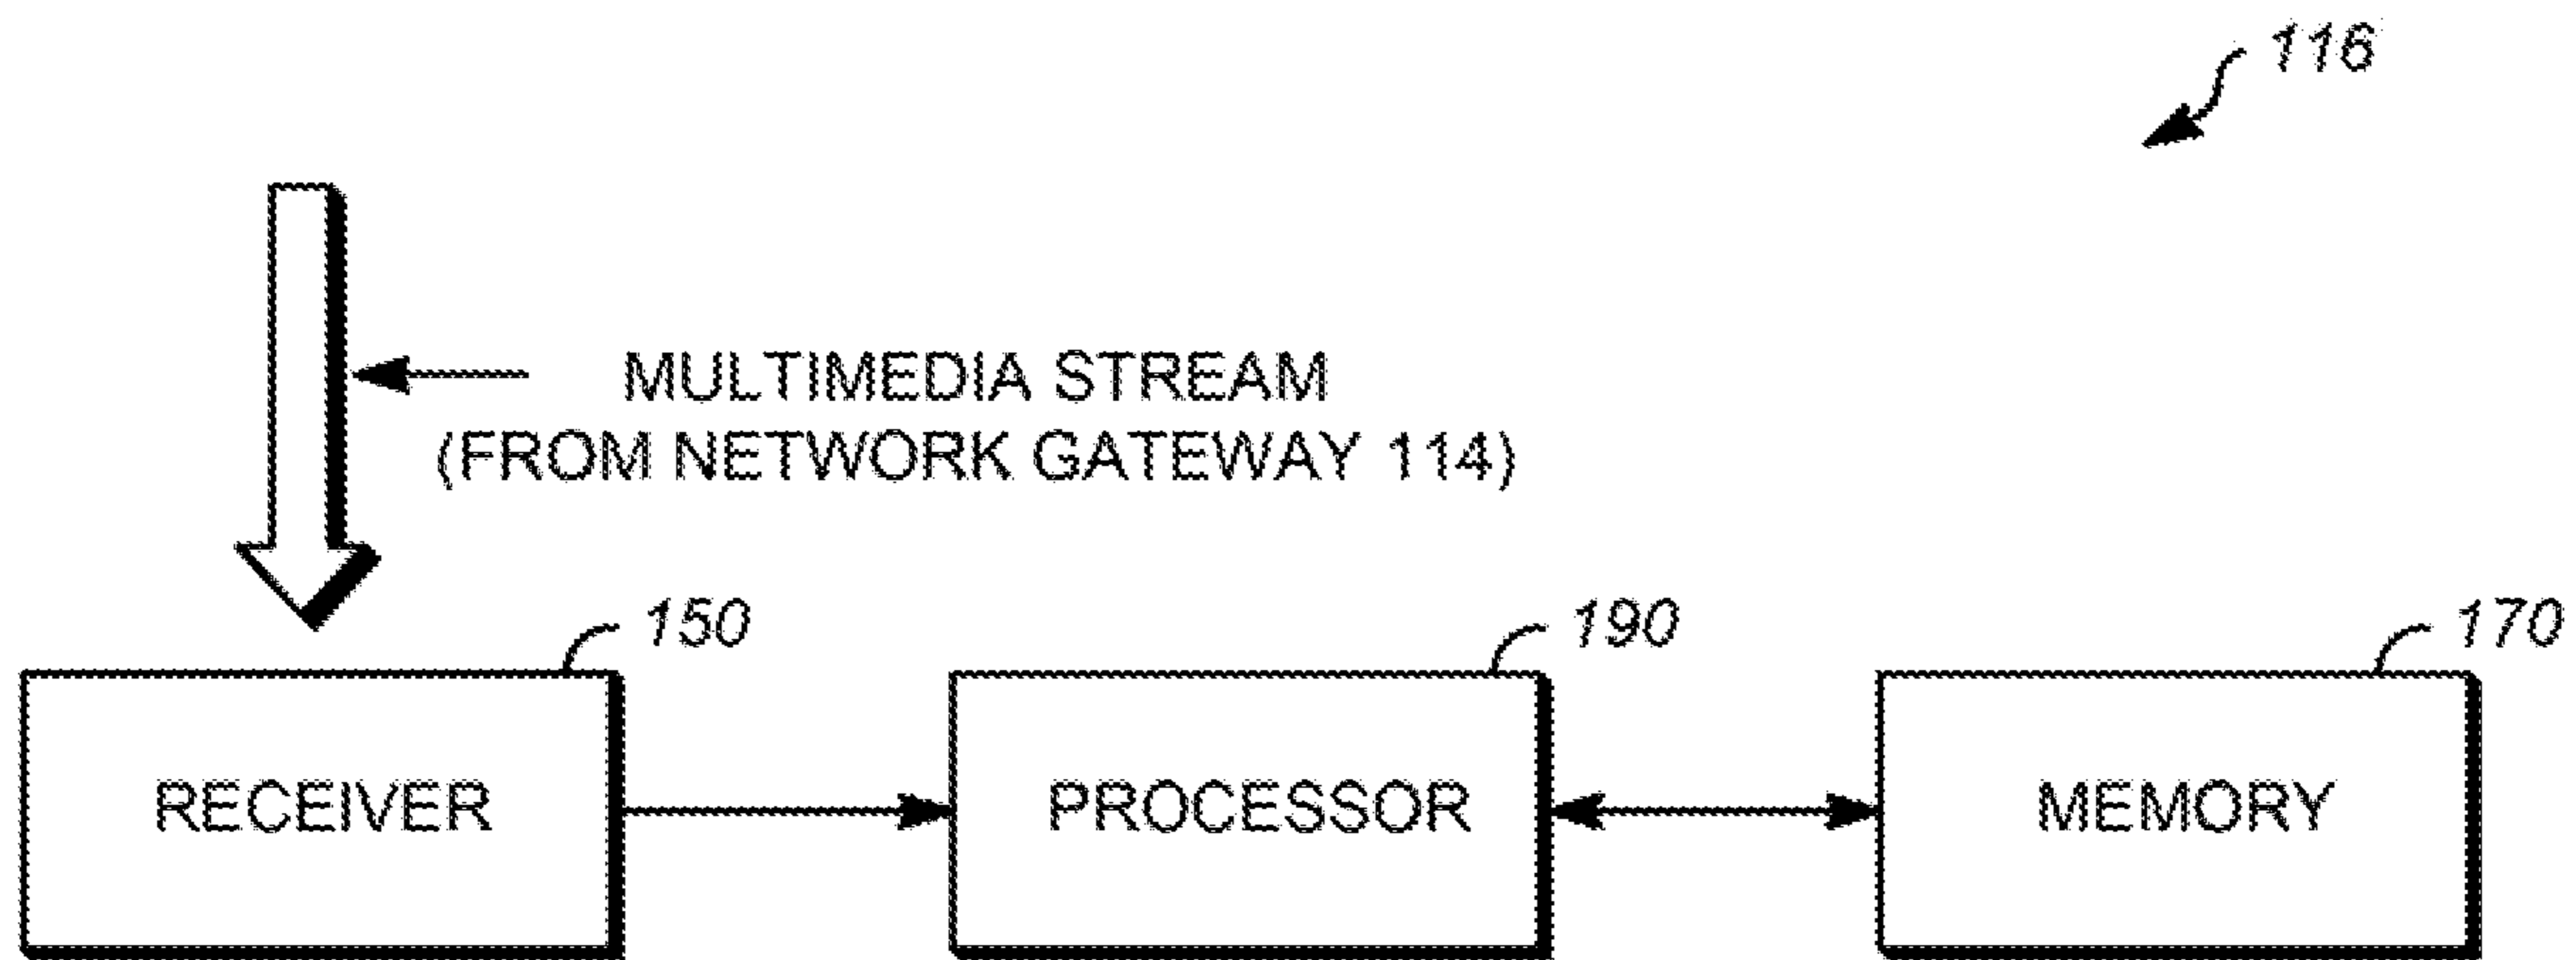 116
MULTIMEDIA STREAM
(FROM NETWORK GATEWAY 114)
150
190
170
RECEIVER
PROCESSOR
MEMORY